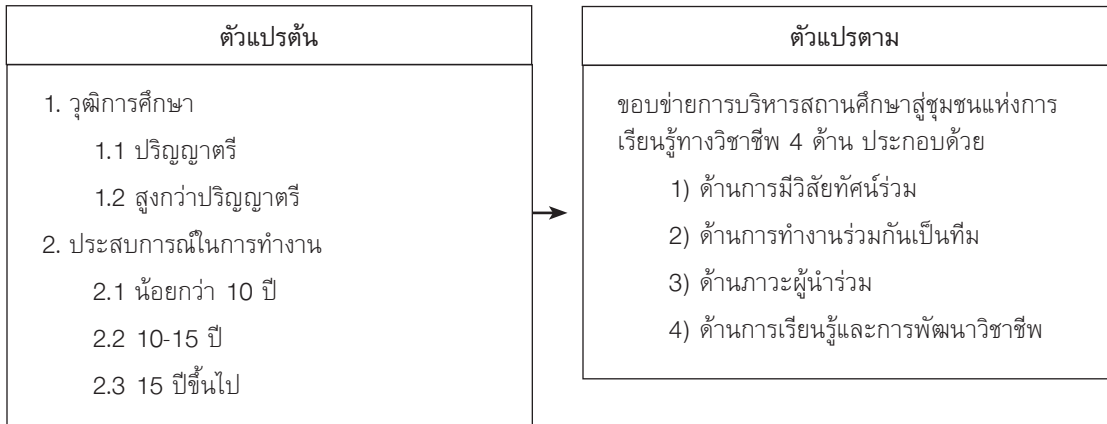 ตัวแปรต้น
1. วุฒิการศึกษา
1.1 ปริญญาตรี
1.2 สูงกว่าปริญญาตรี
2. ประสบการณ์ในการทำงาน
2.1 น้อยกว่า 10 ปี
2.2 10-15 ปี
2.3 15 ปีขึ้นไป
ตัวแปรตาม
ขอบข่ายการบริหารสถานศึกษาสู่ชุมชนแห่งการ
เรียนรู้ทางวิชาชีพ 4 ด้าน ประกอบด้วย
1) ด้านการมีวิสัยทัศน์ร่วม
2) ด้านการทำงานร่วมกันเป็นทีม
3) ด้านภาวะผู้นำร่วม
4) ด้านการเรียนรู้และการพัฒนาวิชาชีพ